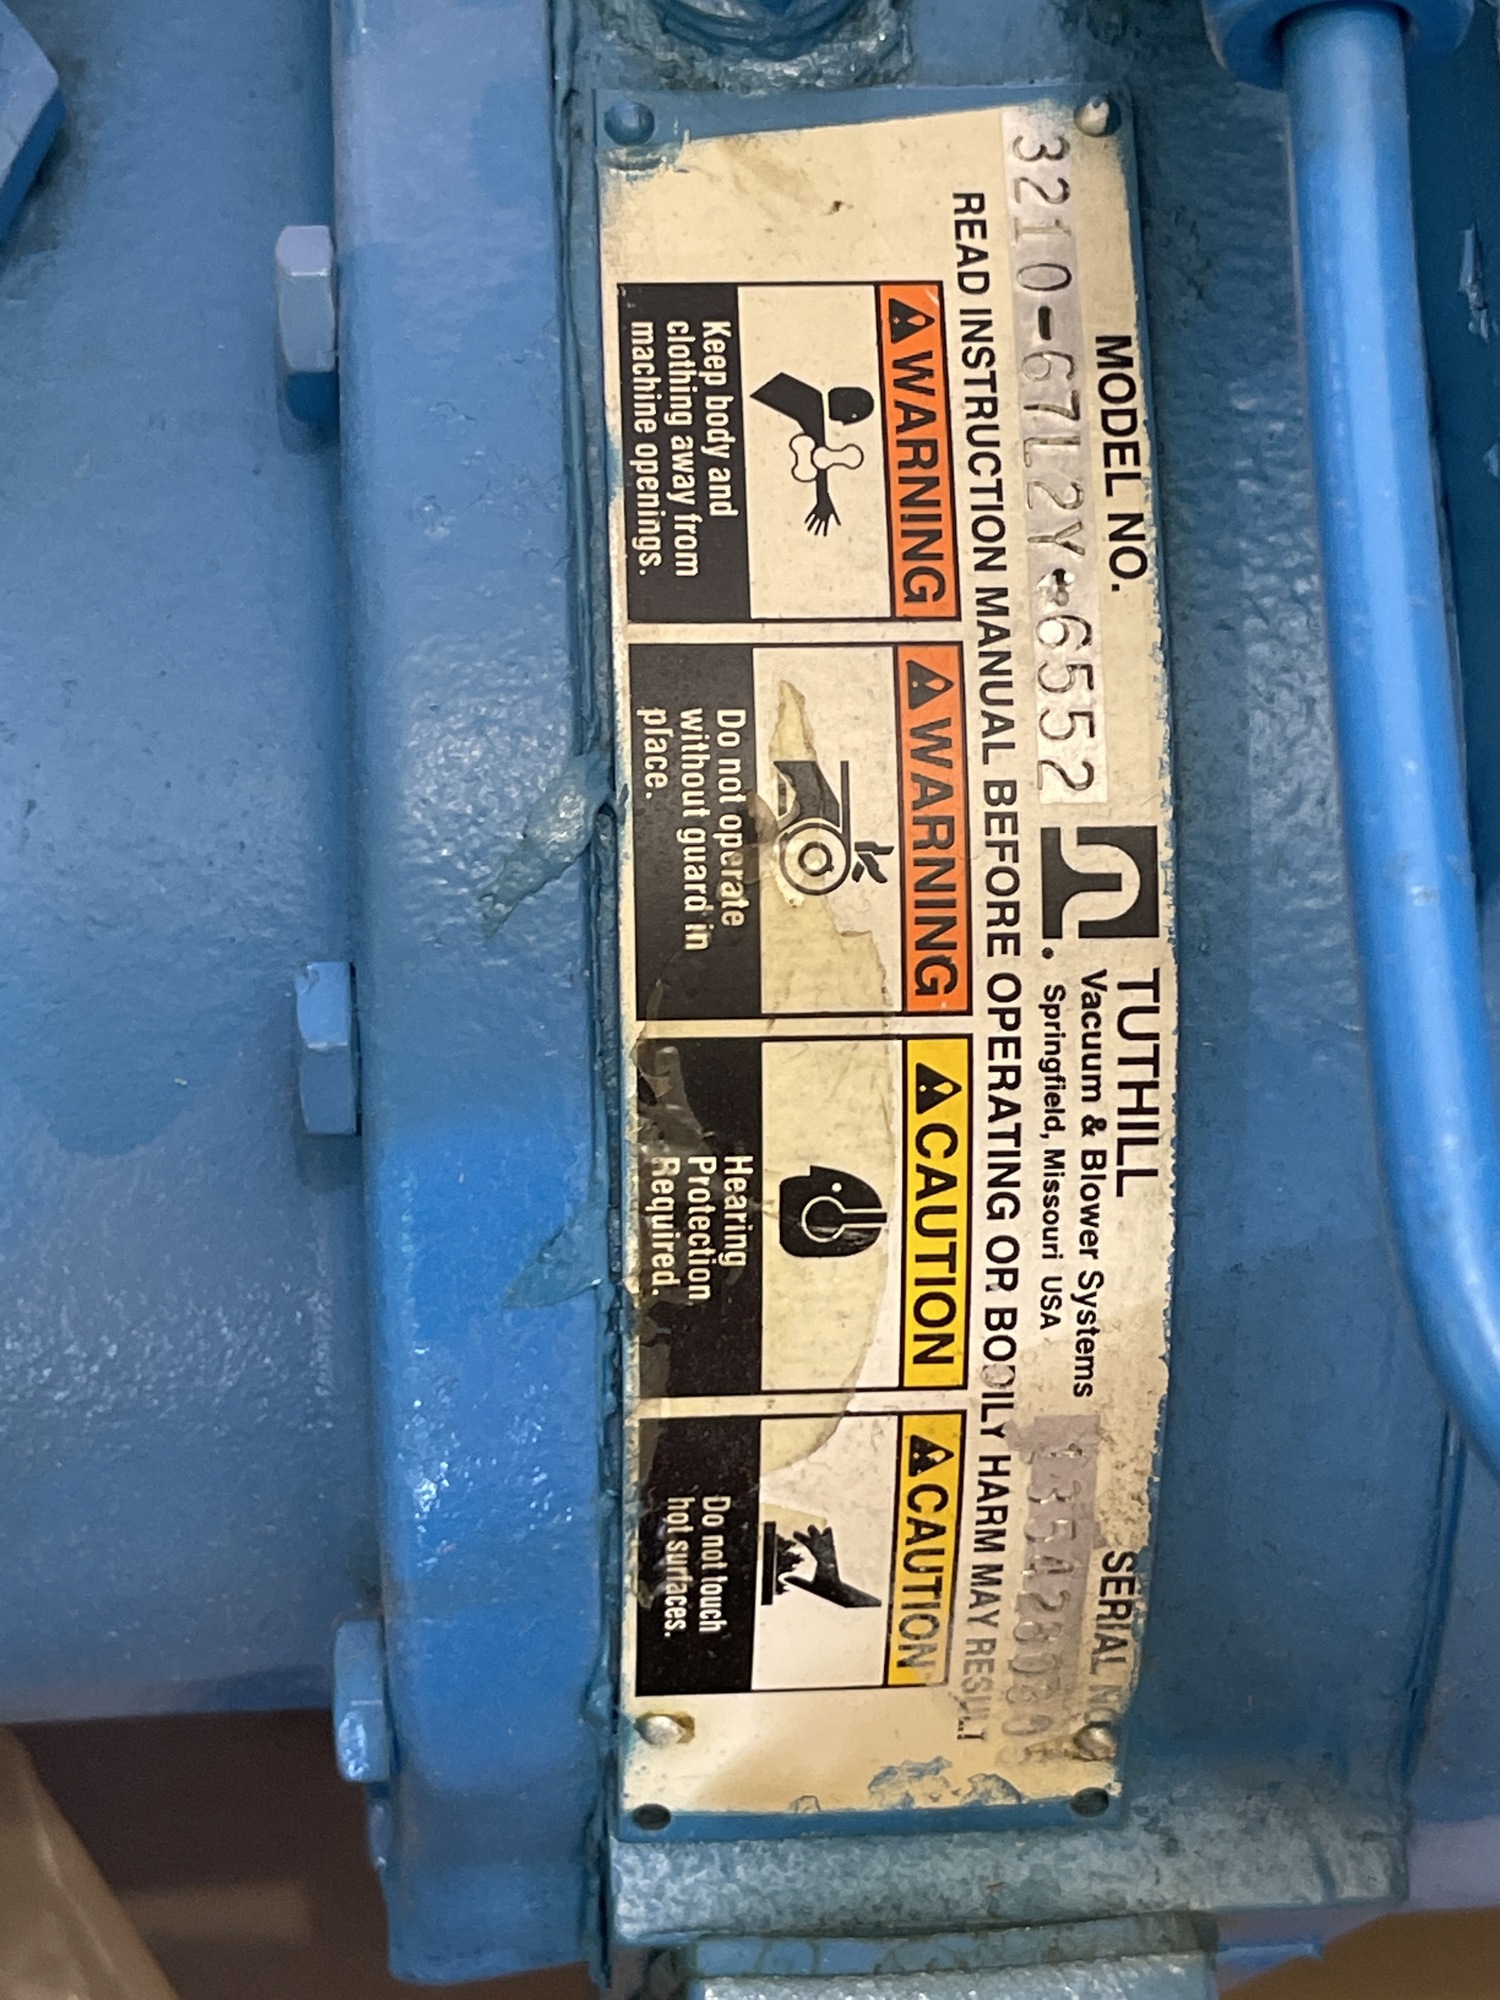 MODEL NO.
3210-67L2Y-6552
TUTHILL
Vacuum & Blower Systems
Springfield, Missouri USA
SERIAL NO.
READ INSTRUCTION MANUAL BEFORE OPERATING OR BODILY HARM MAY RESULT
WARNING
Keep body and
clothing away from
machine openings.
WARNING
Do not operate
without guard in
place.
CAUTION
Hearing
Protection
Required.
CAUTION
Do not touch
hot surfaces.